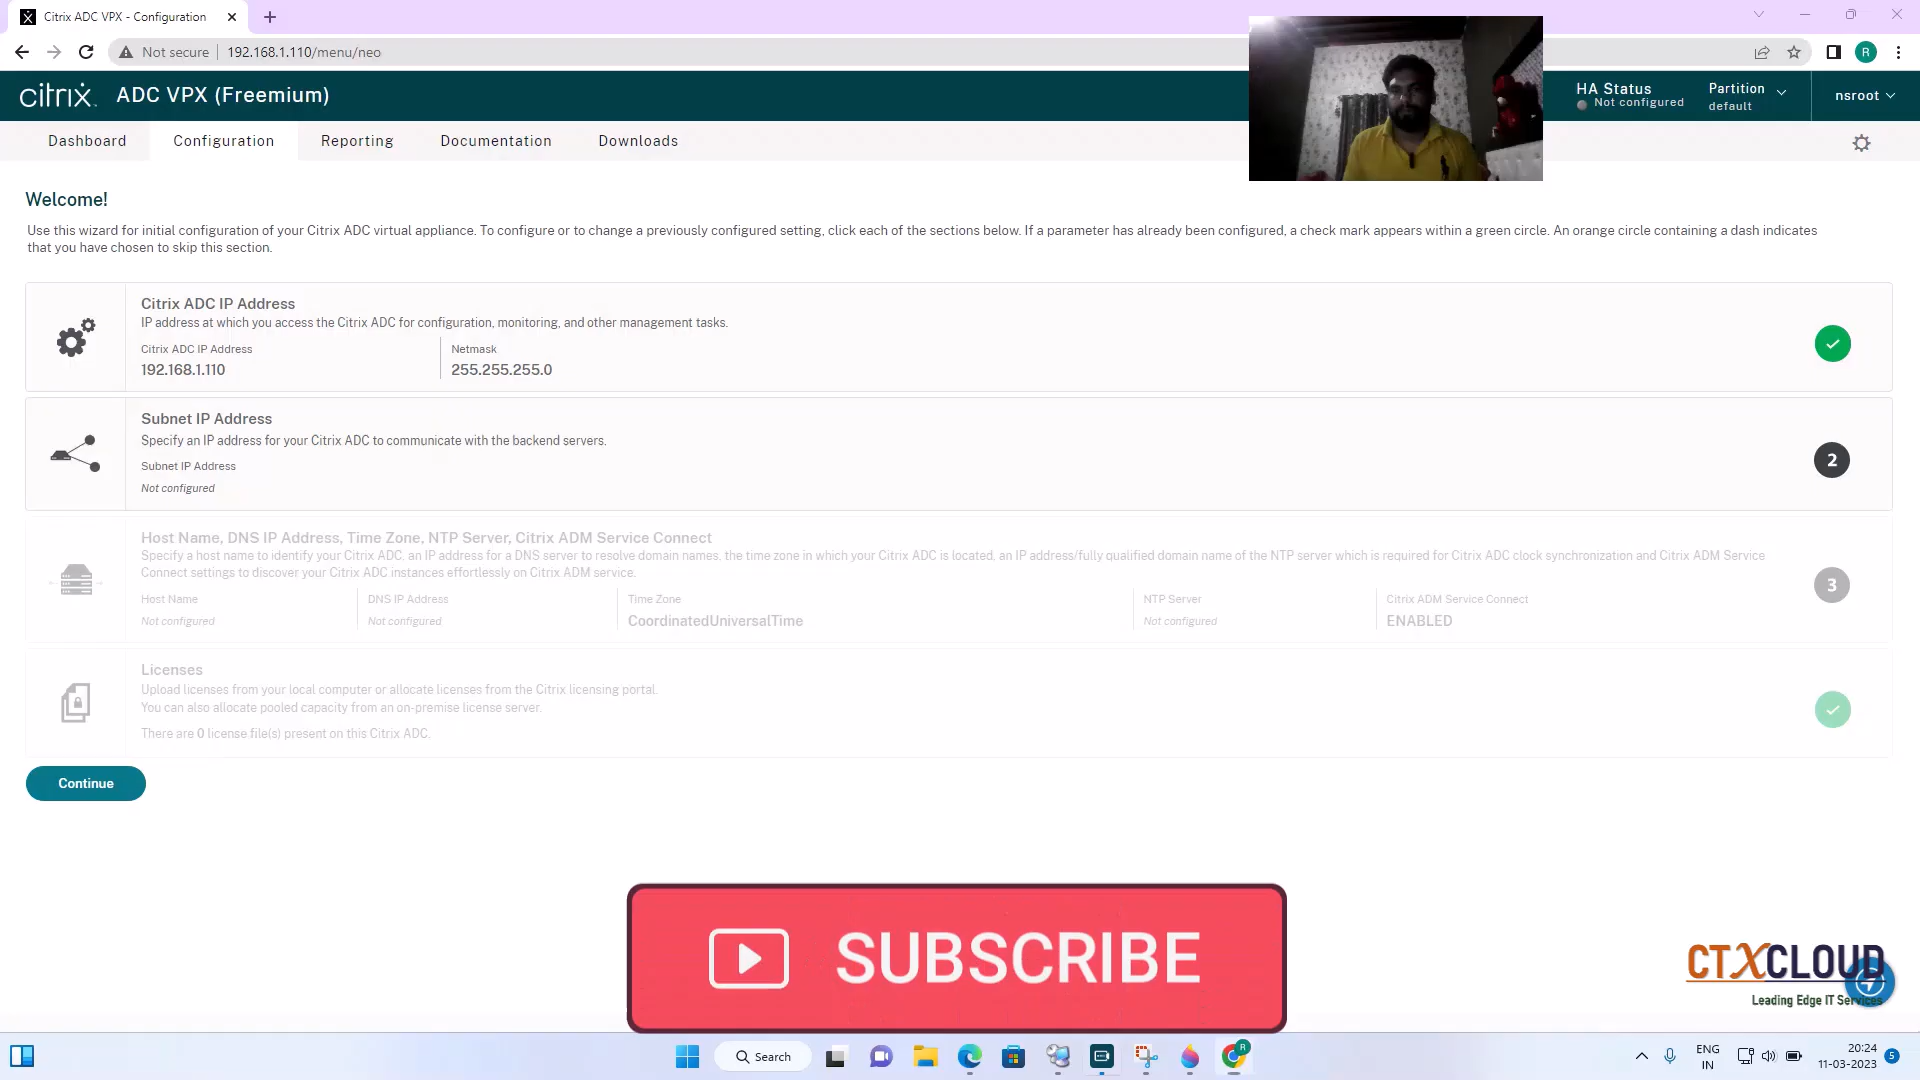 Citrix ADC VPX - Configuration
Not secure
192.168.1.110/menu/neo
R
citrix ADC VPX (Freemium)
HA Status
Not configured
Partition
default
nsroot
Dashboard
Configuration
Reporting
Documentation
Downloads
Welcome!
Use this wizard for initial configuration of your Citrix ADC virtual appliance. To configure or to change a previously configured setting, click each of the sections below. If a parameter has already been configured, a check mark appears within a green circle. An orange circle containing a dash indicates
that you have chosen to skip this section.
Citrix ADC IP Address
IP address at which you access the Citrix ADC for configuration, monitoring, and other management tasks.
Citrix ADC IP Address
192.168.1.110
Netmask
255.255.255.0
Subnet IP Address
Specify an IP address for your Citrix ADC to communicate with the backend servers.
Subnet IP Address
Not configured
2
Host Name, DNS IP Address, Time Zone, NTP Server, Citrix ADM Service Connect
Specify a host name to identify your Citrix ADC, an IP address for a DNS server to resolve domain names, the time zone in which your Citrix ADC is located, an IP address/fully qualified domain name of the NTP server which is required for Citrix ADC clock synchronization and Citrix ADM Service
Connect settings to discover your Citrix ADC instances effortlessly on Citrix ADM service.
Host Name
Not configured
DNS IP Address
Not configured
Time Zone
CoordinatedUniversalTime
NTP Server
Not configured
Citrix ADM Service Connect
ENABLED
3
Licenses
Upload licenses from your local computer or allocate licenses from the Citrix licensing portal.
You can also allocate pooled capacity from an on-premise license server.
There are 0 license file(s) present on this Citrix ADC.
Continue
SUBSCRIBE
CTXCLOUD
Leading Edge IT Services
Search
R
ENG
IN
20:24
11-03-2023
5